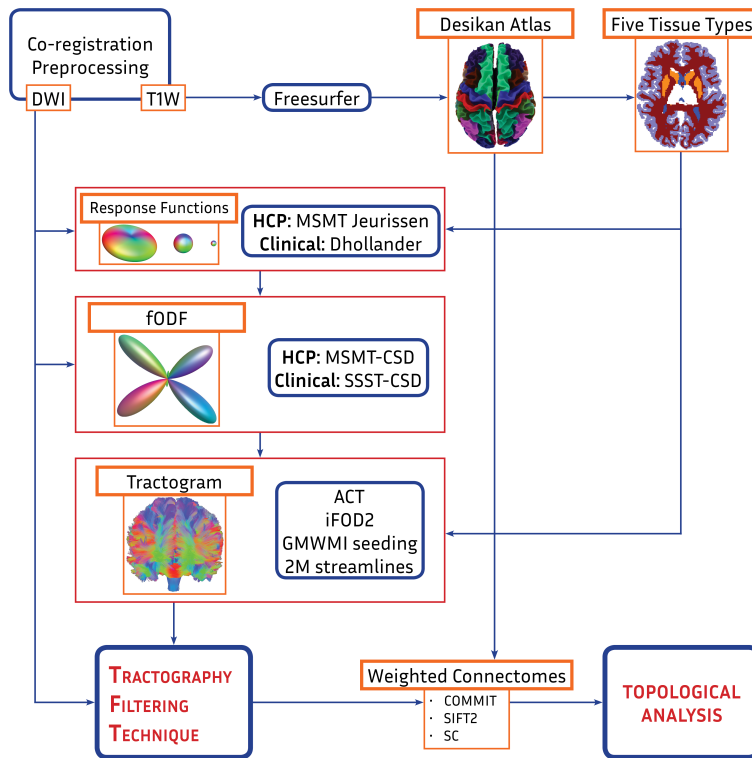 Co-registration
Preprocessing
DWI
T1W
Freesurfer
Desikan Atlas
Five Tissue Types
Response Functions
HCP: MSMT Jeurissen
Clinical: Dhollander
fODF
HCP: MSMT-CSD
Clinical: SSST-CSD
Tractogram
ACT
iFOD2
GMWMI seeding
2M streamlines
TRACTOGRAPHY
FILTERING
TECHNIQUE
Weighted Connectomes
· COMMIT
· SIFT2
· SC
TOPOLOGICAL
ANALYSIS